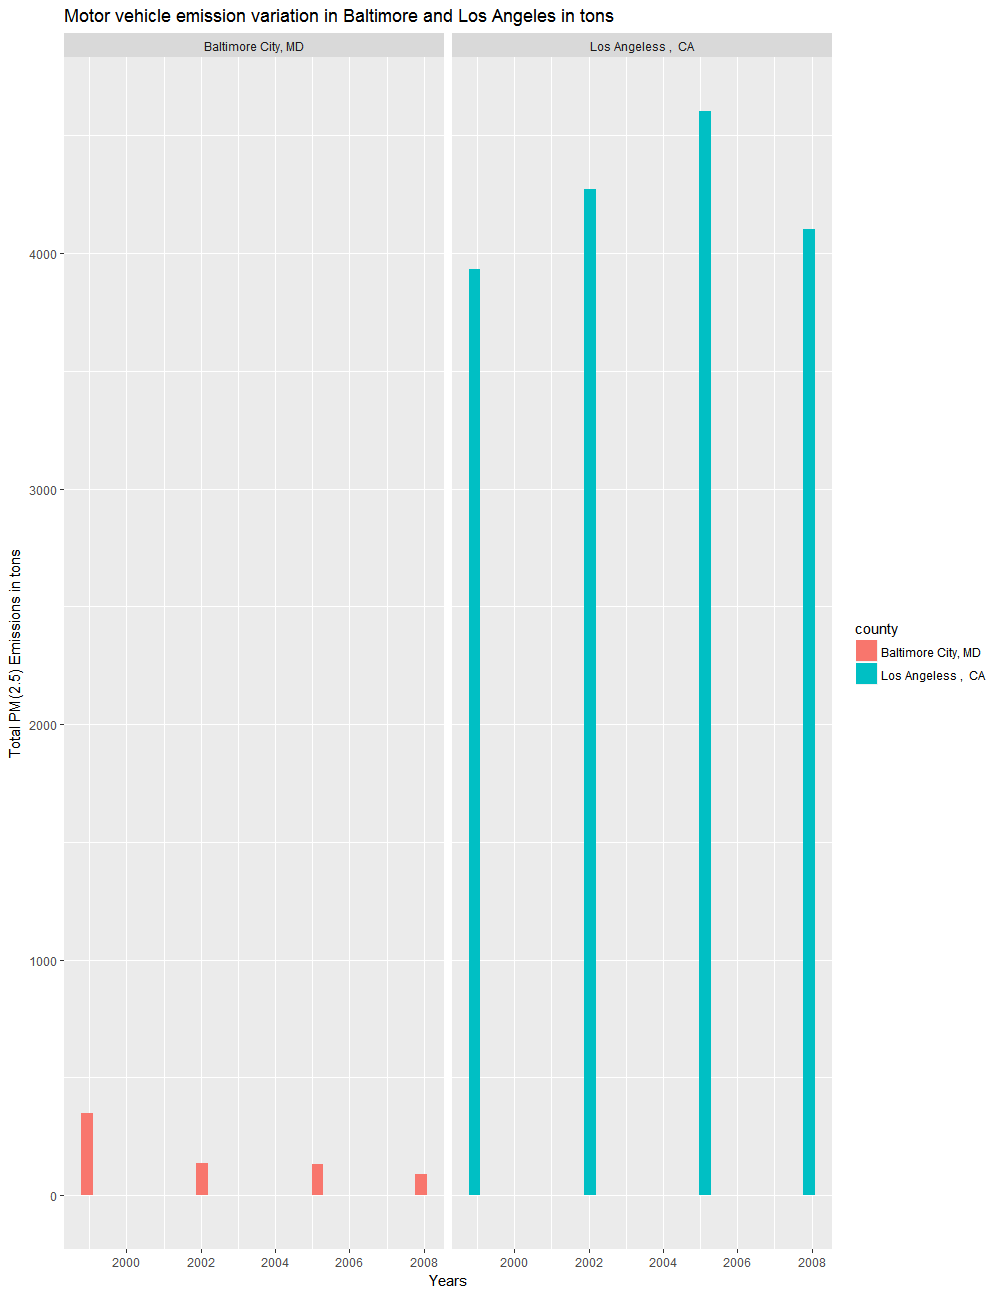 Motor vehicle emission variation in Baltimore and Los Angeles in tons
Baltimore City, MD
Los Angeless ,  CA
4000
3000
2000
1000
0
Total PM(2.5) Emissions in tons
2000
2002
2004
2006
2008
2000
2002
2004
2006
2008
Years
county
Baltimore City, MD
Los Angeless ,  CA